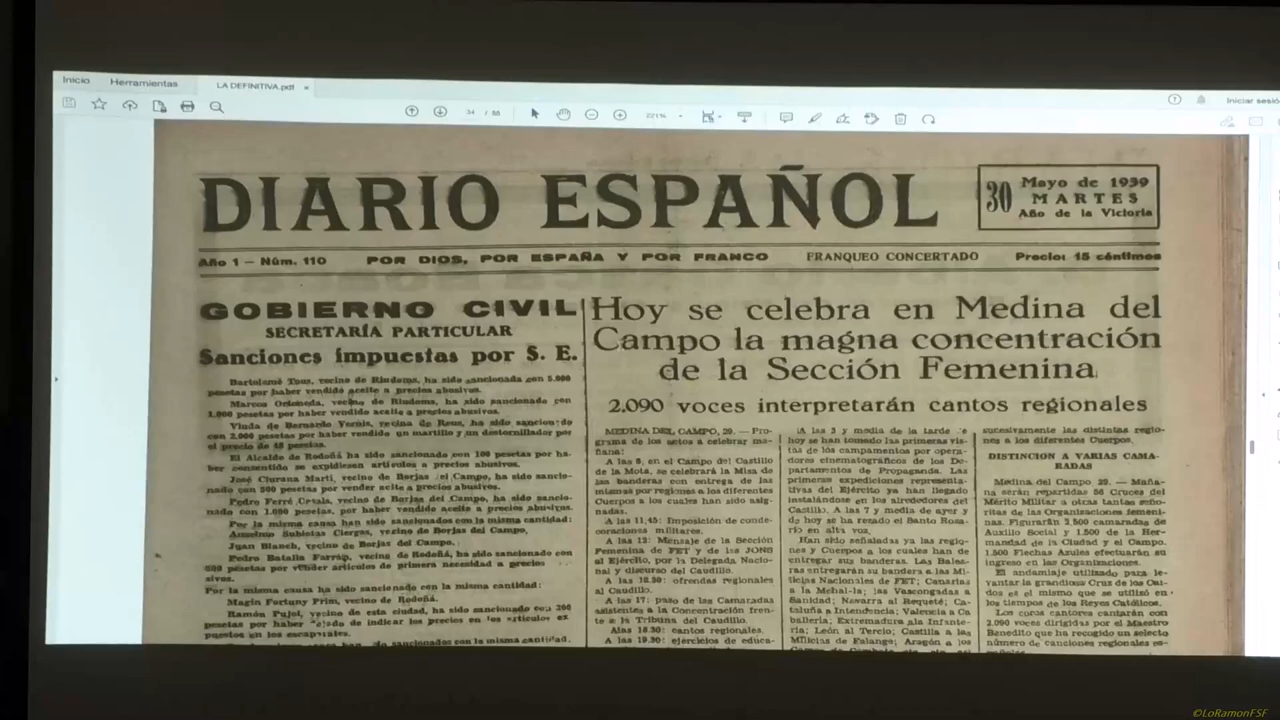 Inicio Herramientas LA DEFINITIVA.pdf ×
Iniciar sesió
34 / 55 221%
DIARIO ESPAÑOL
30 Mayo de 1939
MARTES
Año de la Victoria
Año 1 — Núm. 110 POR DIOS, POR ESPAÑA Y POR FRANCO FRANQUEO CONCERTADO Precio: 15 céntimos
GOBIERNO CIVIL
SECRETARÍA PARTICULAR
Sanciones impuestas por S. E.
Bartolomé Tous, vecino de Riudoms, ha sido sancionada con 5.000
pesetas por haber vendido aceite a precios abusivos.
Marcos Ortoneda, vecino de Riudoms, ha sido sancionado con
1.000 pesetas por haber vendido aceite a precios abusivos.
Viuda de Bernardo Vernis, vecina de Reus, ha sido sancionado
con 2.000 pesetas por haber vendido un martillo y un destornillador por
el precio de 48 pesetas.
El Alcalde de Rodoñá ha sido sancionado con 100 pesetas por ha-
ber consentido se expidiesen artículos a precios abusivos.
José Ciurana Martí, vecino de Borjas del Campo, ha sido sancio-
nado con 500 pesetas por vender aceite a precios abusivos.
Pedro Ferré vecino de Borjas del Campo, ha sido sancio-
nado con 1.000 pesetas, por haber vendido aceite a precios abusivos.
Por la misma causa han sido sancionados con la misma cantidad:
Anselmo Subietas Ciergas, vecino de Borjas del Campo,
Juan Blanch, vecino de Borjas del Campo.
Pedro Batalla Farráp, vecino de Rodoñá, ha sido sancionado con
500 pesetas por vender artículos de primera necesidad a precios
sivos.
Por la misma causa ha sido sancionado con la misma cantidad:
Magín Fortuny Prim, vecino de Rodoñá.
Ramón Pujol, vecino de esta ciudad, ha sido sancionado con 200
pesetas por haber de indicar los precios en los artículos ex
puestos en los escaparates.
sancionados con la misma cantidad,
Hoy se celebra en Medina del
Campo la magna concentración
de la Sección Femenina
2.090 voces interpretarán cantos regionales
MEDINA DEL CAMPO, 29. — Pro-
grama de los actos a celebrar ma-
ñana:
A las 9, en el Campo del Castillo
de la Mota, se celebrará la Misa de
las banderas con entrega de las
mismas por regiones a los diferentes
Cuerpos a los cuales han sido asig-
nadas.
A las 11,45: Imposición de conde-
coraciones militares.
A las 12: Mensaje de la Sección
Femenina de FET y de las JONS
al Ejército, por la Delegada Nacio-
nal y discurso del Caudillo.
A las 16.30: ofrendas regionales
al Caudillo.
A las 17: paso de las Camaradas
asistentes a la Concentración fren-
te a la Tribuna del Caudillo.
Alas 18.30: cantos regionales.
A las 19.30: ejercicios de educa-
A las 3 y media de la tarde de
hoy se han tomado las primeras vis-
tas de los campamentos por opera-
dores cinematográficos de los De-
partamentos de Propaganda. Las
primeras expediciones representa-
tivas del Ejército ya han llegado
instalándose en los alrededores del
Castillo. A las 7 y media de ayer y
de hoy se ha rezado el Santo Rosa-
rio en alta voz.
Han sido señaladas ya las regio-
nes y Cuerpos a los cuales han de
entregar sus banderas. Las Balea-
res entregarán su bandera a las Mi-
licias Nacionales de FET; Canarias
a la Mehal-la; las Vascongadas a
Sanidad; Navarra al Requeté; Ca-
taluña a Intendencia; Valencia a Ca
ballería; Extremadura ala Infante-
ría; León al Tercio; Castilla a las
Milicias de Falange; Aragón a los
sucesivamente las distintas regio-
nes a los diferentes Cuerpos.
DISTINCION A VARIAS CAMA-
RADAS
Medina del Campo 29. — Maña-
na serán repartidas 56 Cruces del
Mérito Militar a otras tantas seño-
ritas de las Organizaciones femeni-
nas. Figurarán 2,500 camaradas de
Auxilio Social y 1.500 de la Her-
mandad de la Ciudad y el Campo.
1.500 Flechas Azules efectuarán su
ingreso en las Organizaciones.
El andamiaje utilizado para le-
vantar la grandiosa Cruz de los Caí-
dos es el mismo que se utilizó en
los tiempos de los Reyes Católicos.
Los coros cantores cantarán con
2.090 voces dirigidas por el Maestro
Benedito que ha recogido un selecto
número de canciones regionales es-
©LoRamonFSF